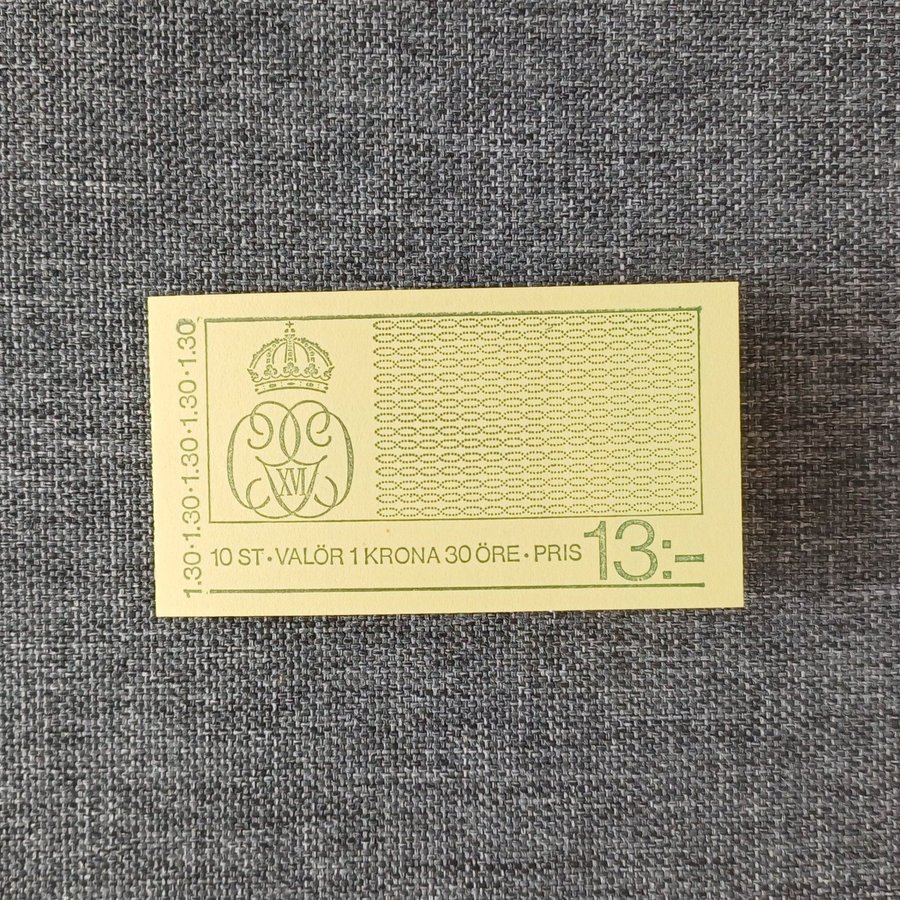 1.30·1.30·1.30·1.30·1.30
XVI
10 ST·VALÖR 1 KRONA 30 ÖRE·PRIS 13:-